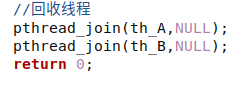 //回收线程
pthread_join(th_A,NULL);
pthread_join(th_B,NULL);
return 0;